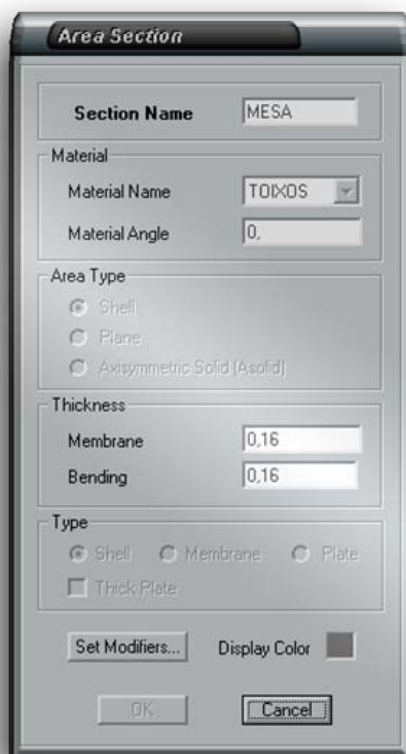 Area Section
Section Name MESA
Material
Material Name TOIXOS
Material Angle 0,
Area Type
Shell
Plane
Axisymmetric Solid (Asolid)
Thickness
Membrane 0,16
Bending 0,16
Type
Shell Membrane Plate
Thick Plate
Set Modifiers... Display Color
OK Cancel